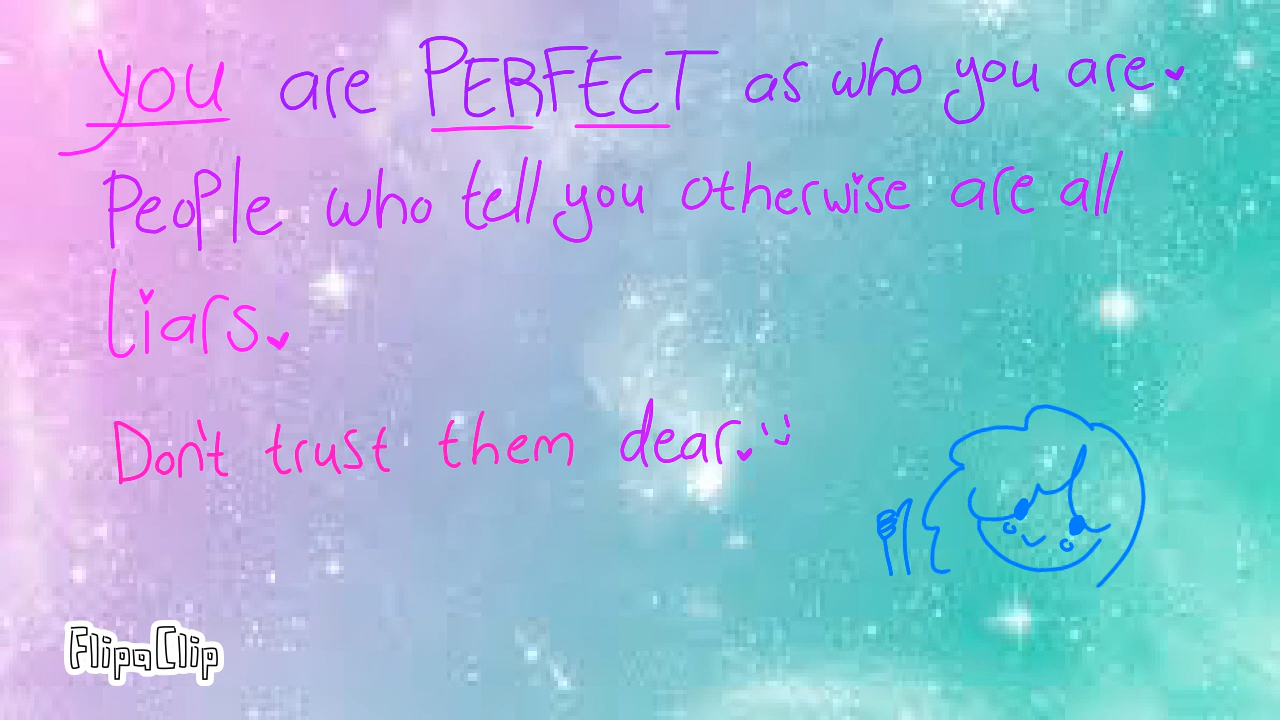 you are PERFECT as who you are.
People who tell you otherwise are all
liars.
Don't trust them dear. :)
FlipaClip